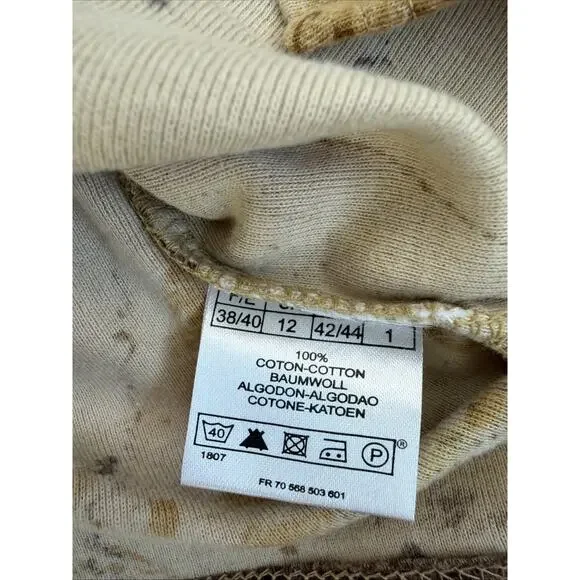 38/40 12 42/44 1
100%
COTON-COTTON
BAUMWOLL
ALGODON-ALGODAO
COTONE-KATOEN
40 P ®
1807
FR 70 568 503 601